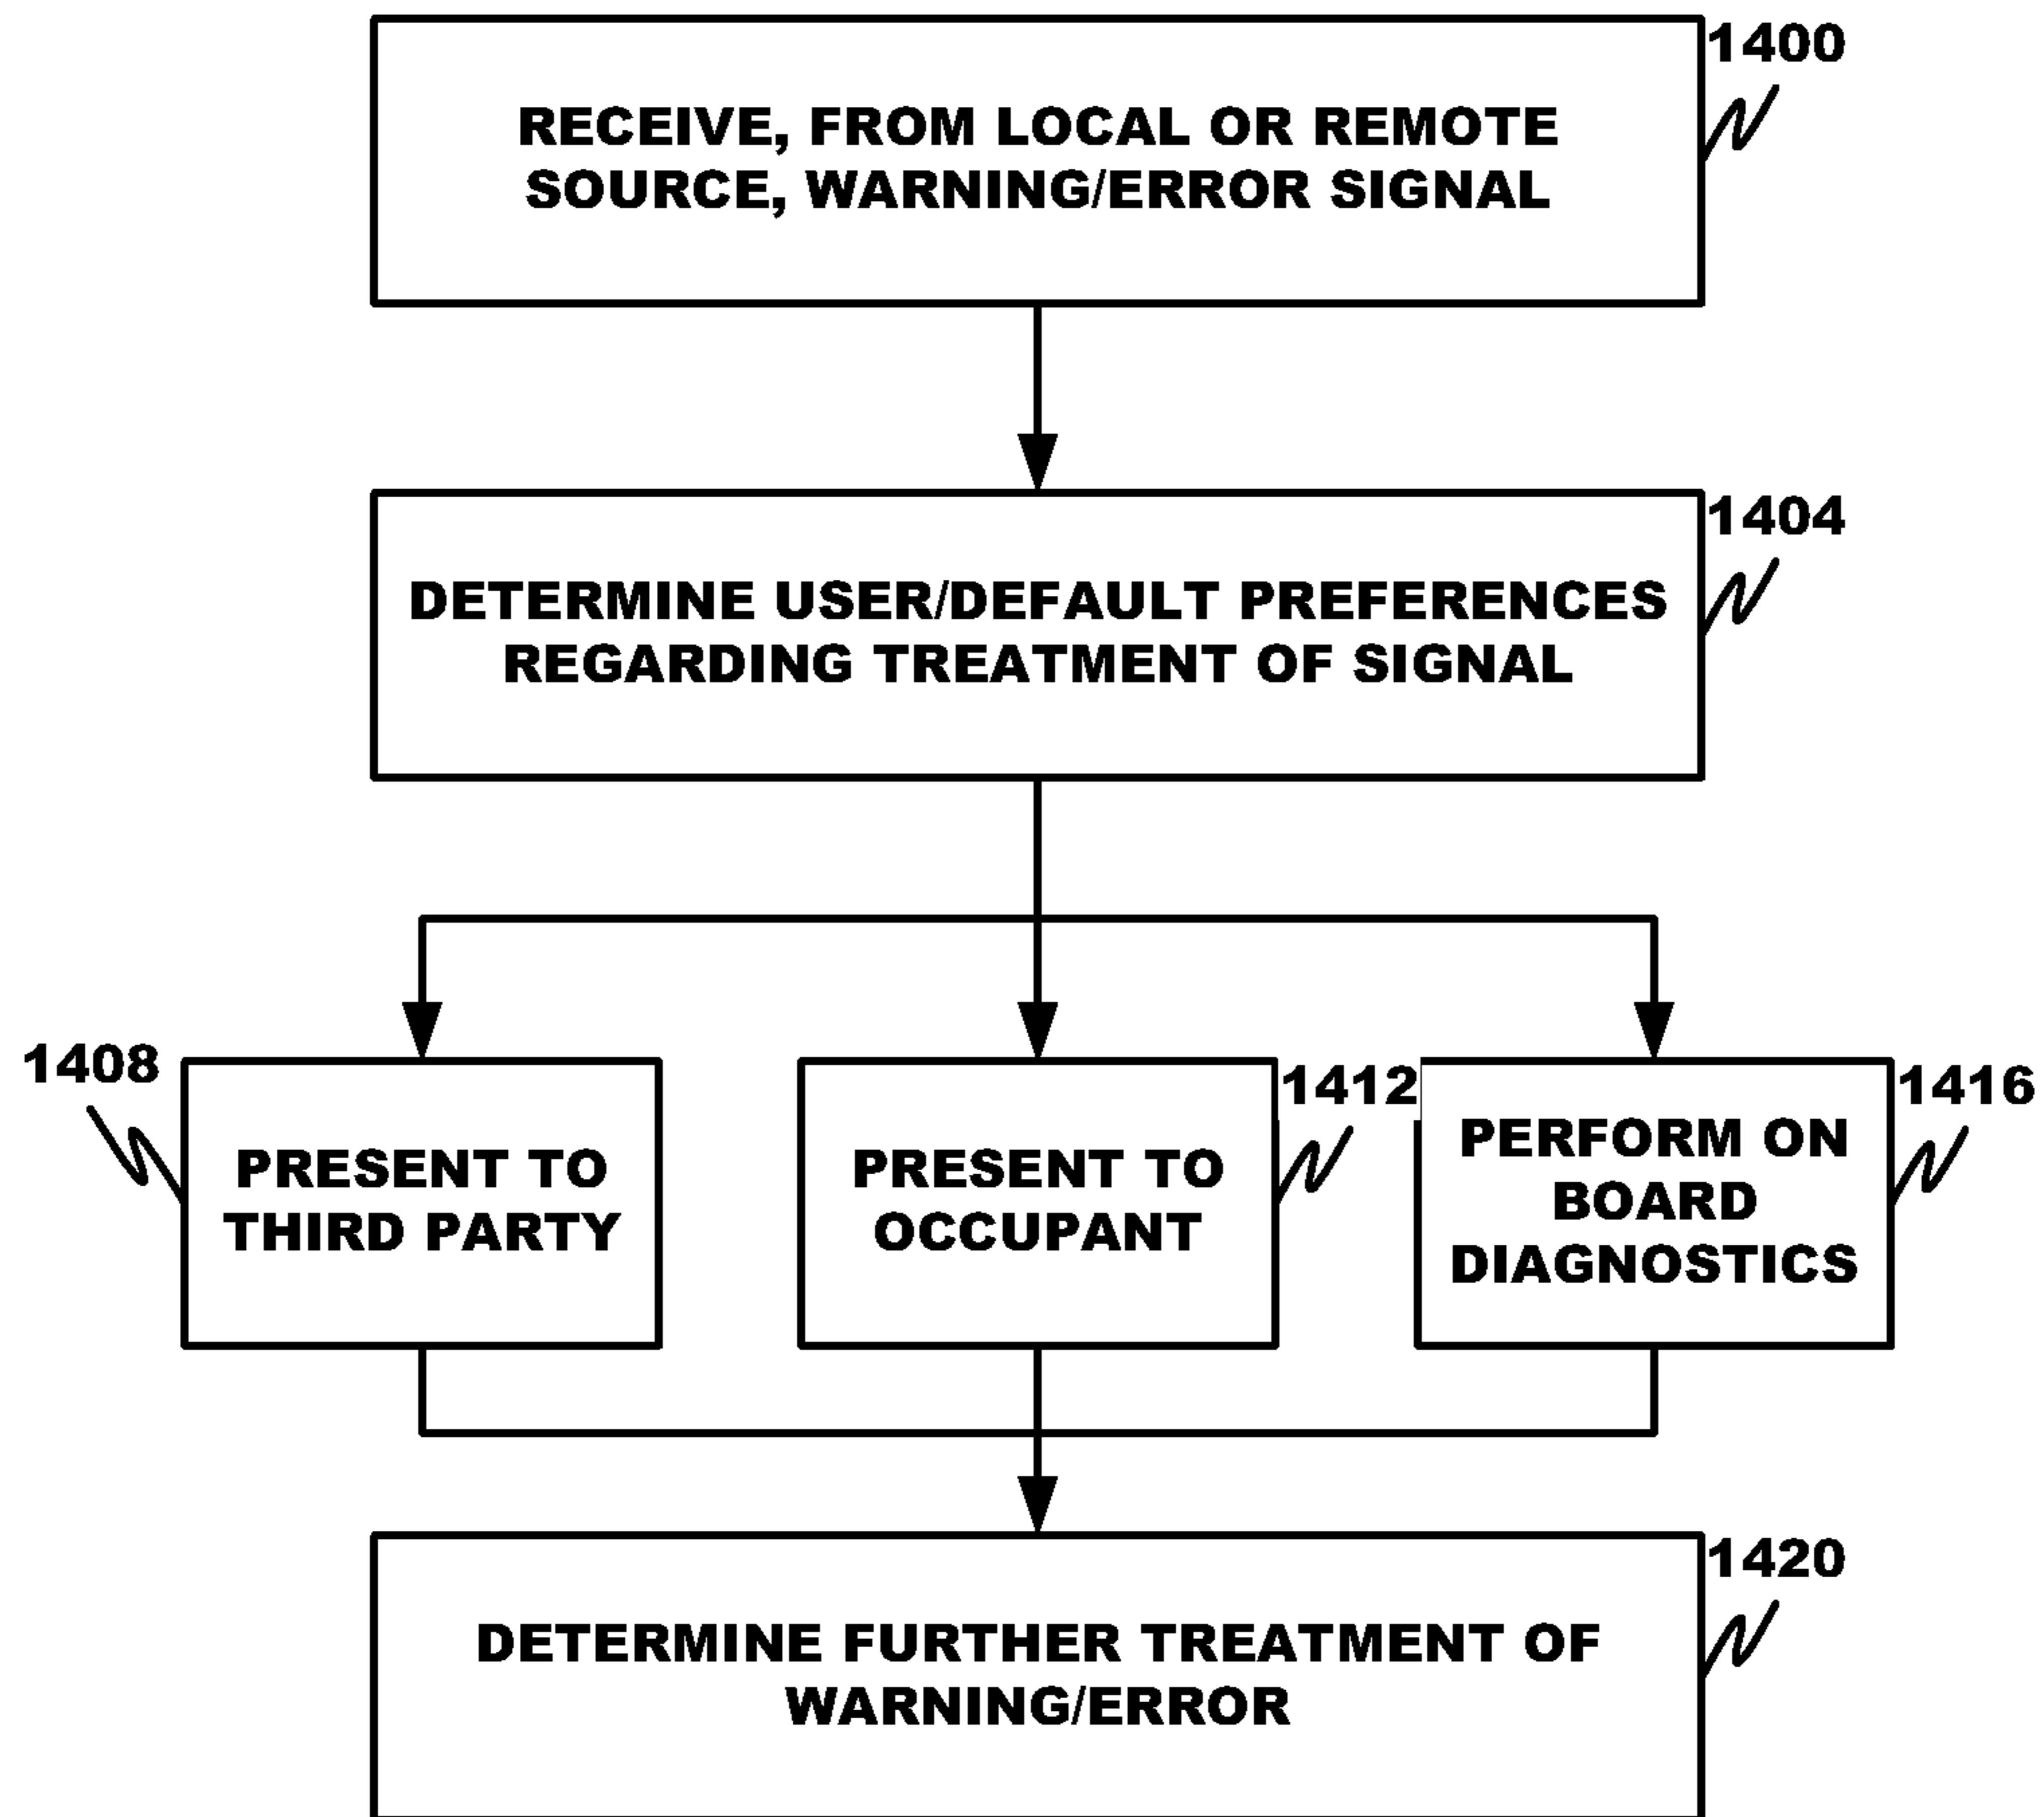 1400
RECEIVE, FROM LOCAL OR REMOTE
SOURCE, WARNING/ERROR SIGNAL
1404
DETERMINE USER/DEFAULT PREFERENCES
REGARDING TREATMENT OF SIGNAL
1408
PRESENT TO
THIRD PARTY
1412
PRESENT TO
OCCUPANT
1416
PERFORM ON
BOARD
DIAGNOSTICS
1420
DETERMINE FURTHER TREATMENT OF
WARNING/ERROR